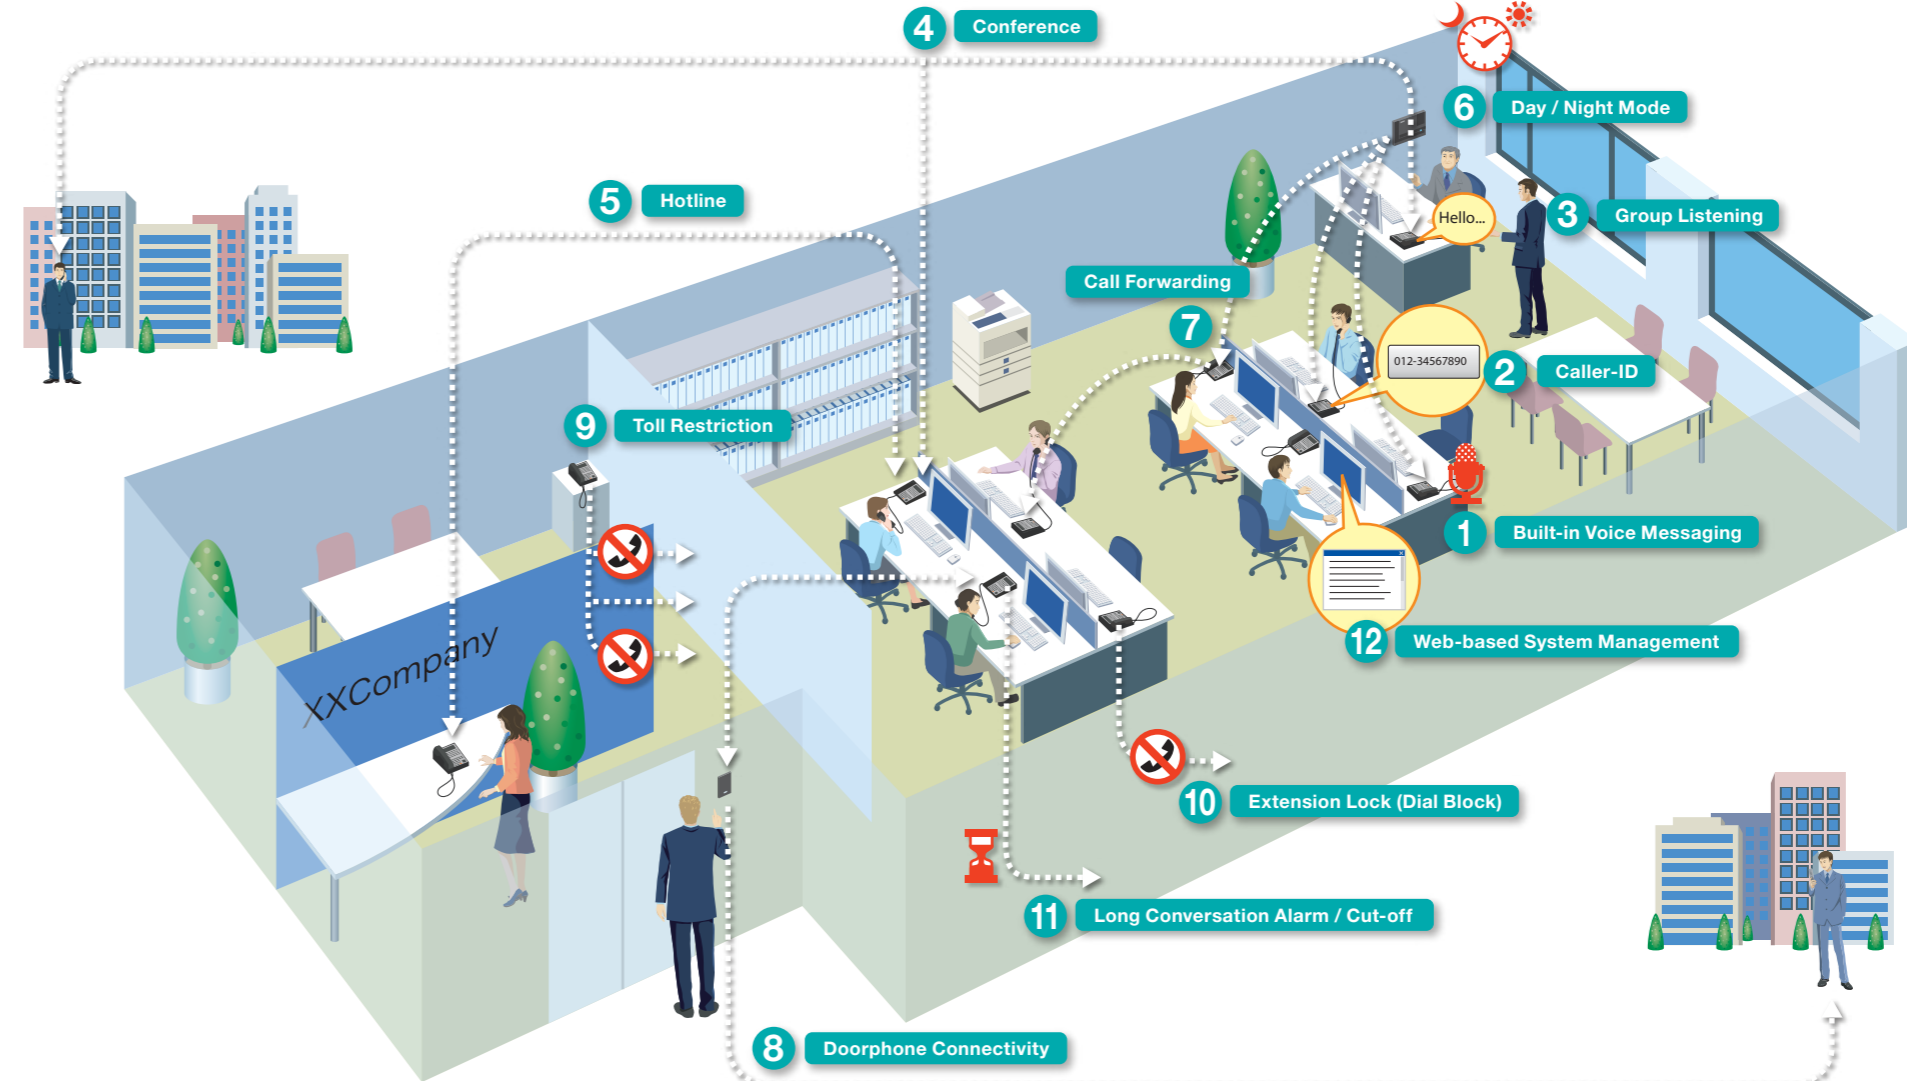 4 Conference
6 Day / Night Mode
5 Hotline
Hello...
3 Group Listening
Call Forwarding
7
012-34567890
2 Caller-ID
9 Toll Restriction
1 Built-in Voice Messaging
12 Web-based System Management
XXCompany
10 Extension Lock (Dial Block)
11 Long Conversation Alarm / Cut-off
8 Doorphone Connectivity